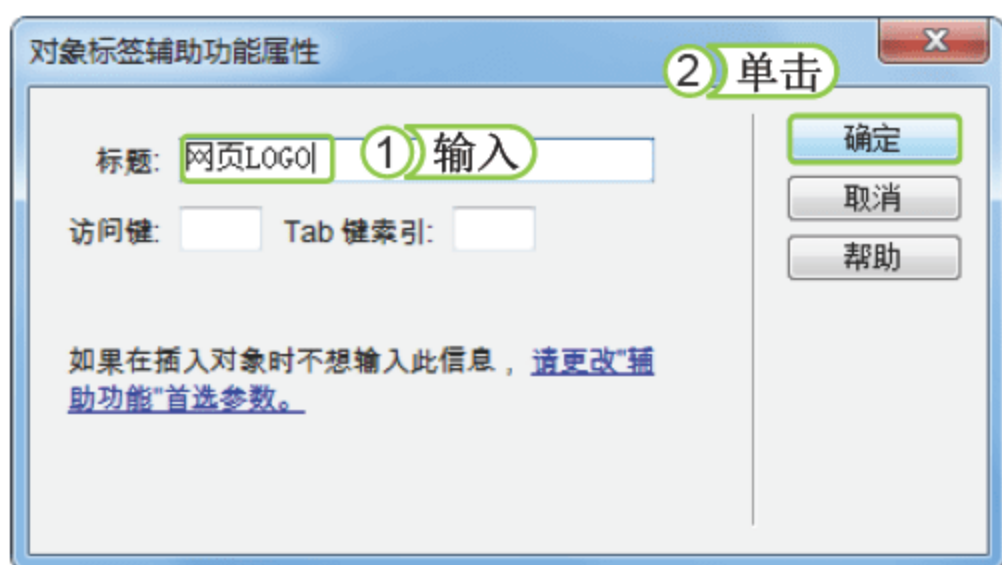 对象标签辅助功能属性
② 单击
标题: 网页LOGO ① 输入
确定
取消
访问键: Tab 键索引:
帮助
如果在插入对象时不想输入此信息，请更改"辅
助功能"首选参数。